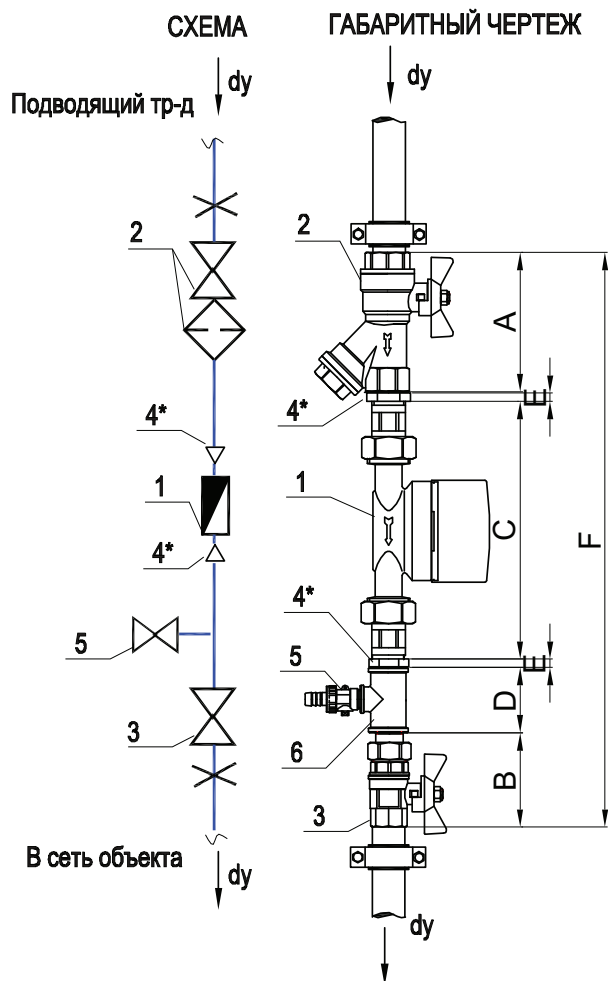 СХЕМА
ГАБАРИТНЫЙ ЧЕРТЕЖ
dy
dy
Подводящий тр-д
2
2
A
4*
4*
E
1
1
C
F
4*
4*
E
5
5
D
3
6
B
3
В сеть объекта
dy
dy